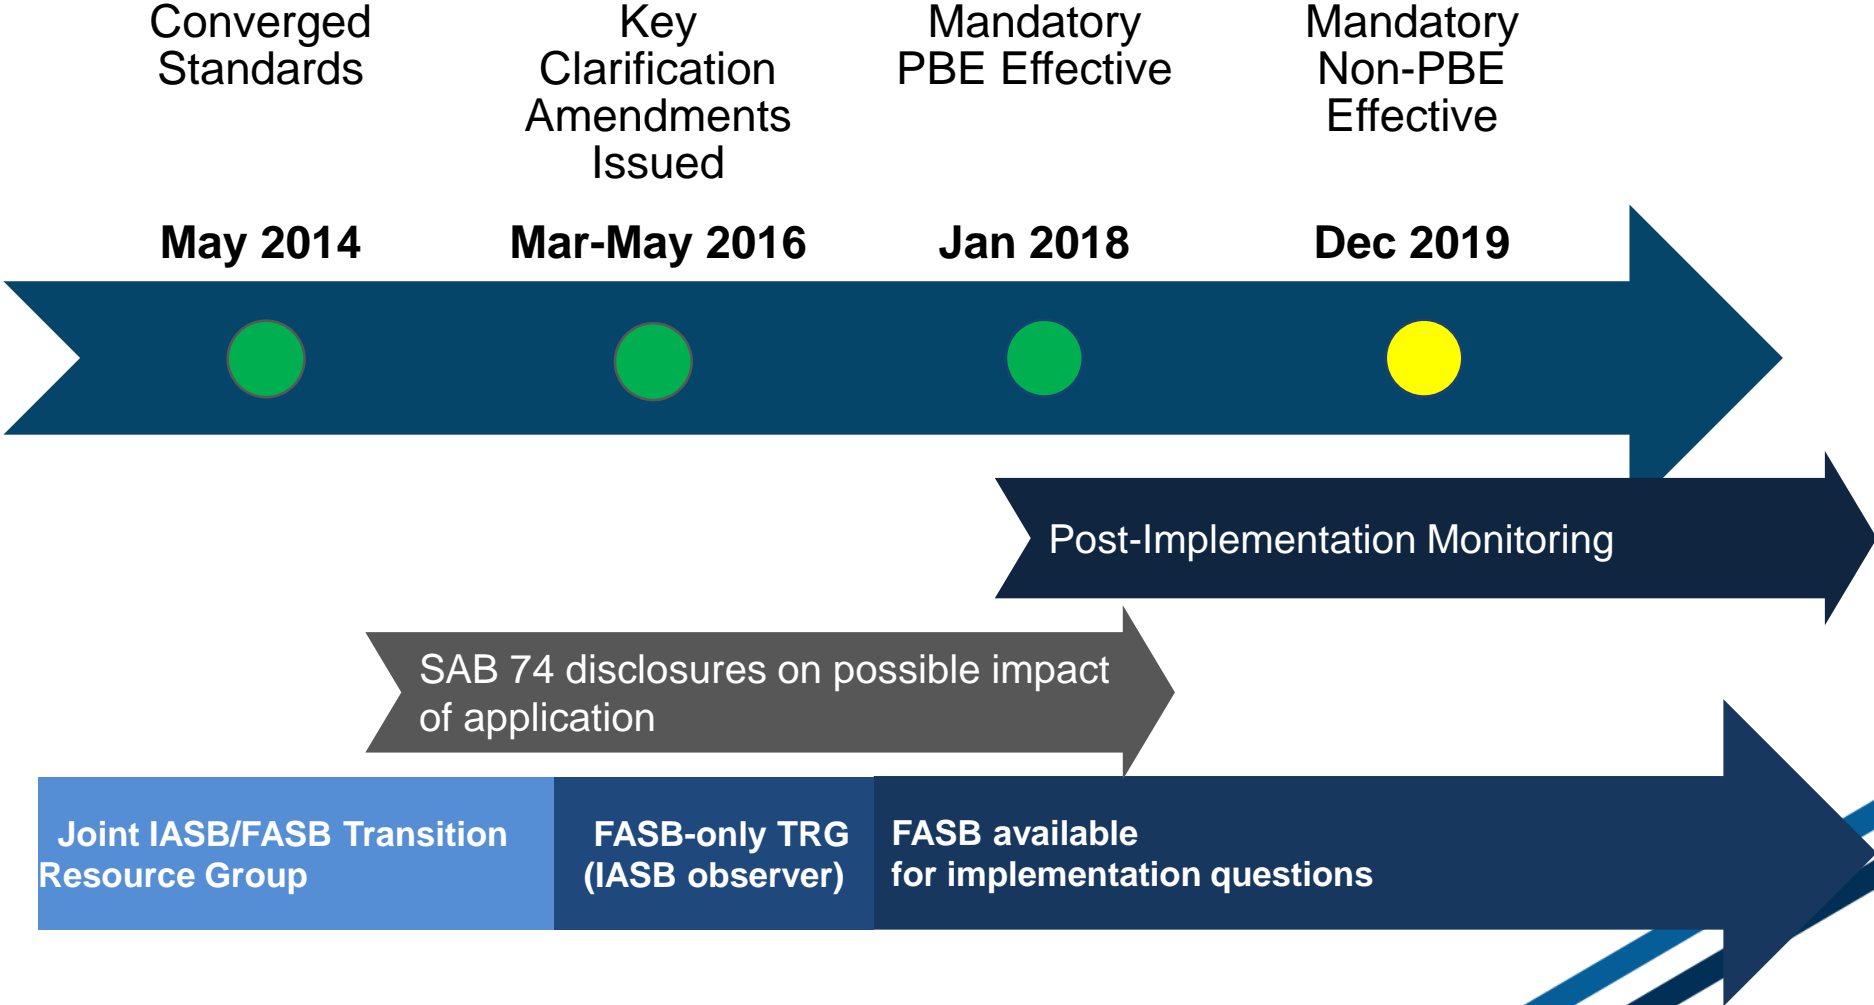 Converged
Standards
Key
Clarification
Amendments
Issued
Mandatory
PBE Effective
Mandatory
Non-PBE
Effective
May 2014
Mar-May 2016
Jan 2018
Dec 2019
Post-Implementation Monitoring
SAB 74 disclosures on possible impact
of application
Joint IASB/FASB Transition
Resource Group
FASB-only TRG
(IASB observer)
FASB available
for implementation questions